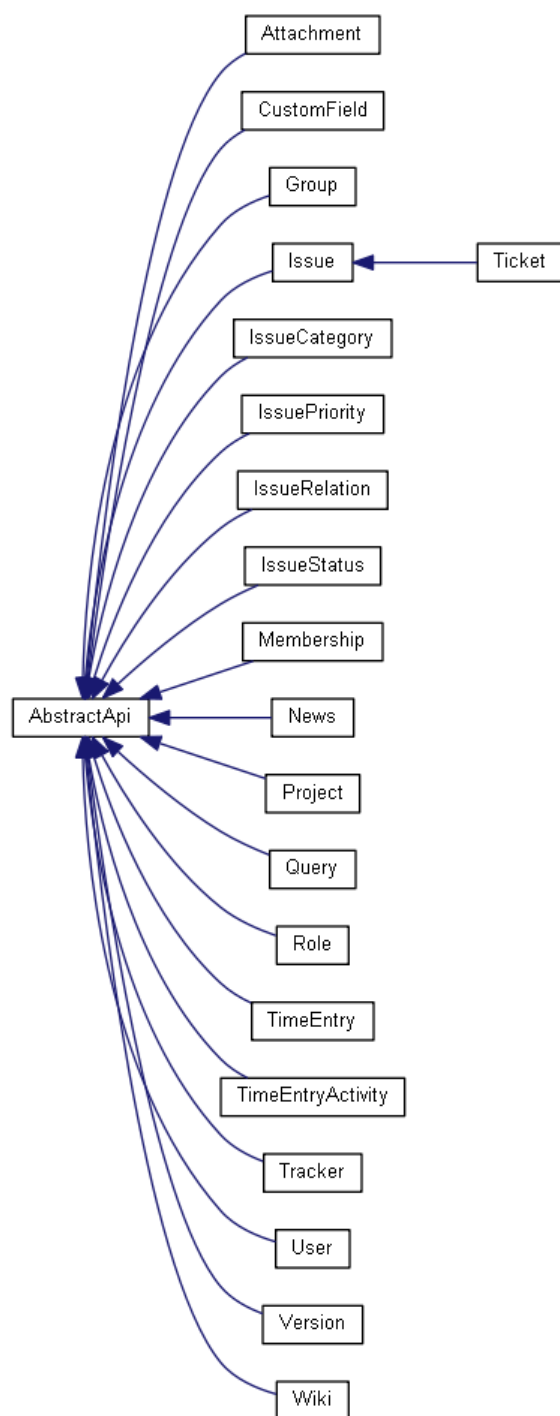 Attachment
CustomField
Group
Issue
Ticket
IssueCategory
IssuePriority
IssueRelation
IssueStatus
Membership
AbstractApi
News
Project
Query
Role
TimeEntry
TimeEntryActivity
Tracker
User
Version
Wiki